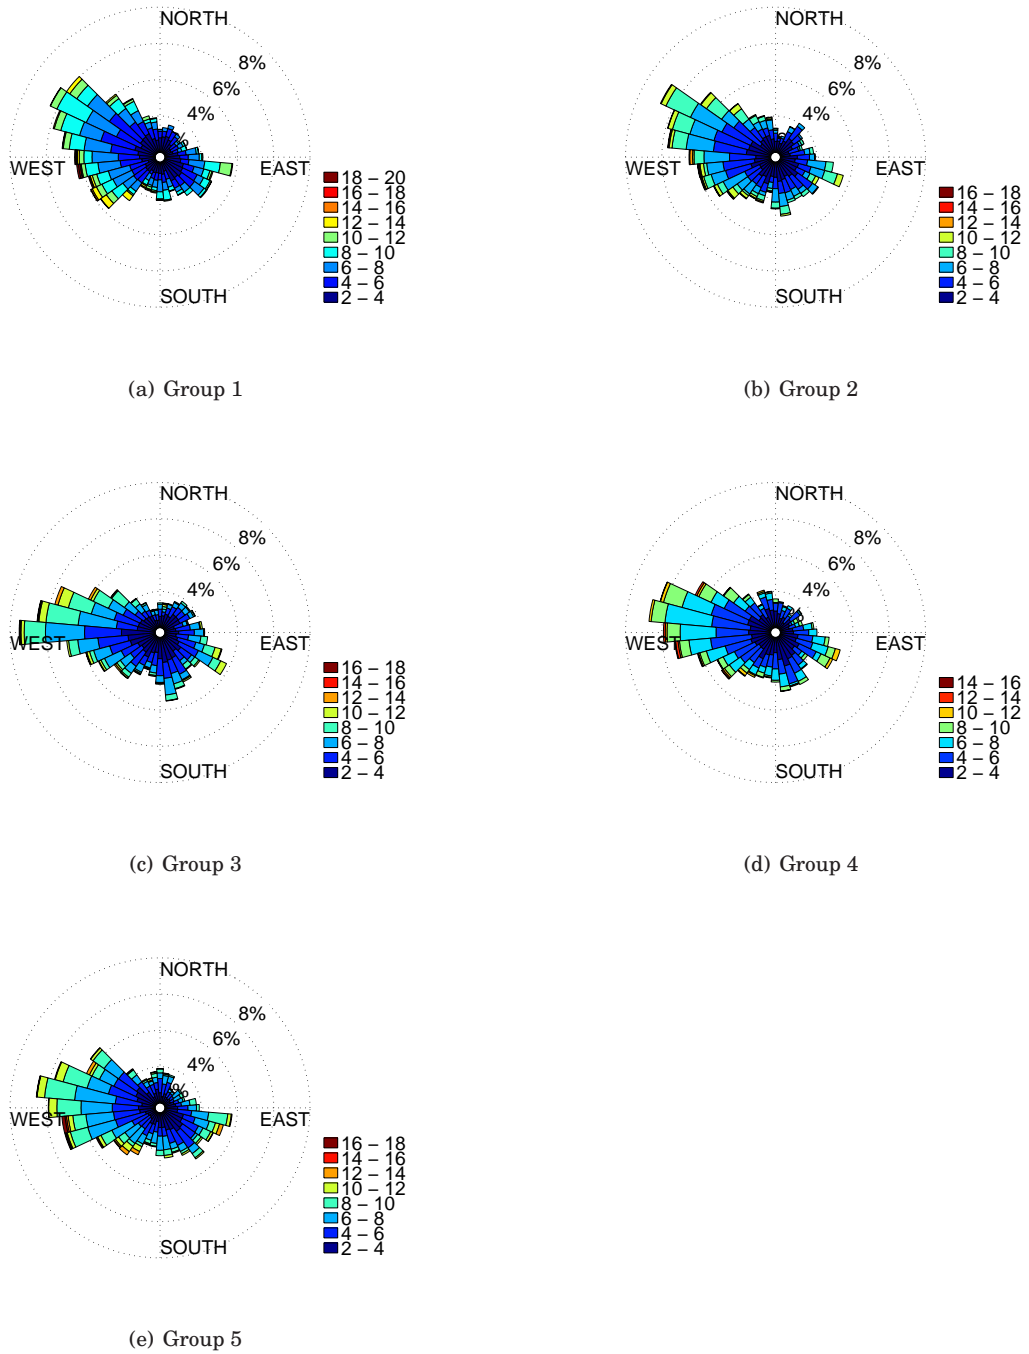 NORTH
8%
6%
4%
%
WEST
EAST
SOUTH
18 – 20
16 – 18
14 – 16
12 – 14
10 – 12
8 – 10
6 – 8
4 – 6
2 – 4
(a) Group 1
NORTH
8%
6%
4%
WEST
EAST
SOUTH
16 – 18
14 – 16
12 – 14
10 – 12
8 – 10
6 – 8
4 – 6
2 – 4
(b) Group 2
NORTH
8%
6%
4%
WEST
EAST
SOUTH
16 – 18
14 – 16
12 – 14
10 – 12
8 – 10
6 – 8
4 – 6
2 – 4
(c) Group 3
NORTH
8%
6%
4%
WEST
EAST
SOUTH
14 – 16
12 – 14
10 – 12
8 – 10
6 – 8
4 – 6
2 – 4
(d) Group 4
NORTH
8%
6%
4%
%
WEST
EAST
SOUTH
16 – 18
14 – 16
12 – 14
10 – 12
8 – 10
6 – 8
4 – 6
2 – 4
(e) Group 5